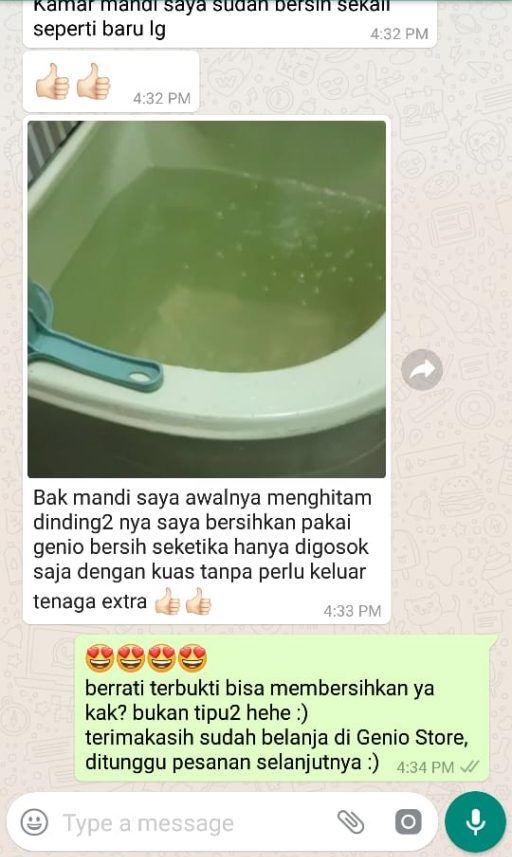 Kamar mandi saya sudah bersih sekali
seperti baru lg
4:32 PM
👍🏻👍🏻
4:32 PM
Bak mandi saya awalnya menghitam
dinding2 nya saya bersihkan pakai
genio bersih seketika hanya digosok
saja dengan kuas tanpa perlu keluar
tenaga extra 👍🏻👍🏻
4:33 PM
😍😍😍😍
berrati terbukti bisa membersihkan ya
kak? bukan tipu2 hehe :)
terimakasih sudah belanja di Genio Store,
ditunggu pesanan selanjutnya :)
4:34 PM
Type a message